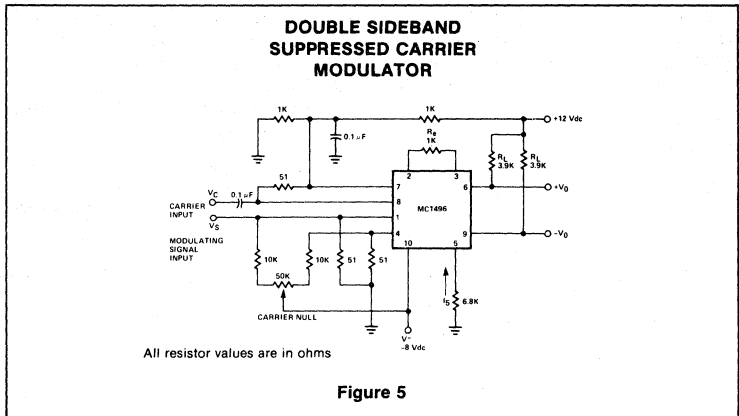 DOUBLE SIDEBAND
SUPPRESSED CARRIER
MODULATOR
1K
1K
+12 Vdc
0.1 μF
Re
1K
RL
3.9K
RL
3.9K
2
3
51
VC
0.1 μF
7
6
+VO
CARRIER
INPUT
8
MC1496
VS
1
MODULATING
SIGNAL
INPUT
4
9
-VO
10
5
10K
10K
51
51
50K
I5
6.8K
CARRIER NULL
V-
-8 Vdc
All resistor values are in ohms
Figure 5